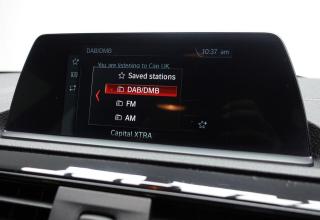 DAB/DMB 10:37 am
You are listening to Cap UK.
Saved stations
DAB/DMB
FM
AM
Capital XTRA